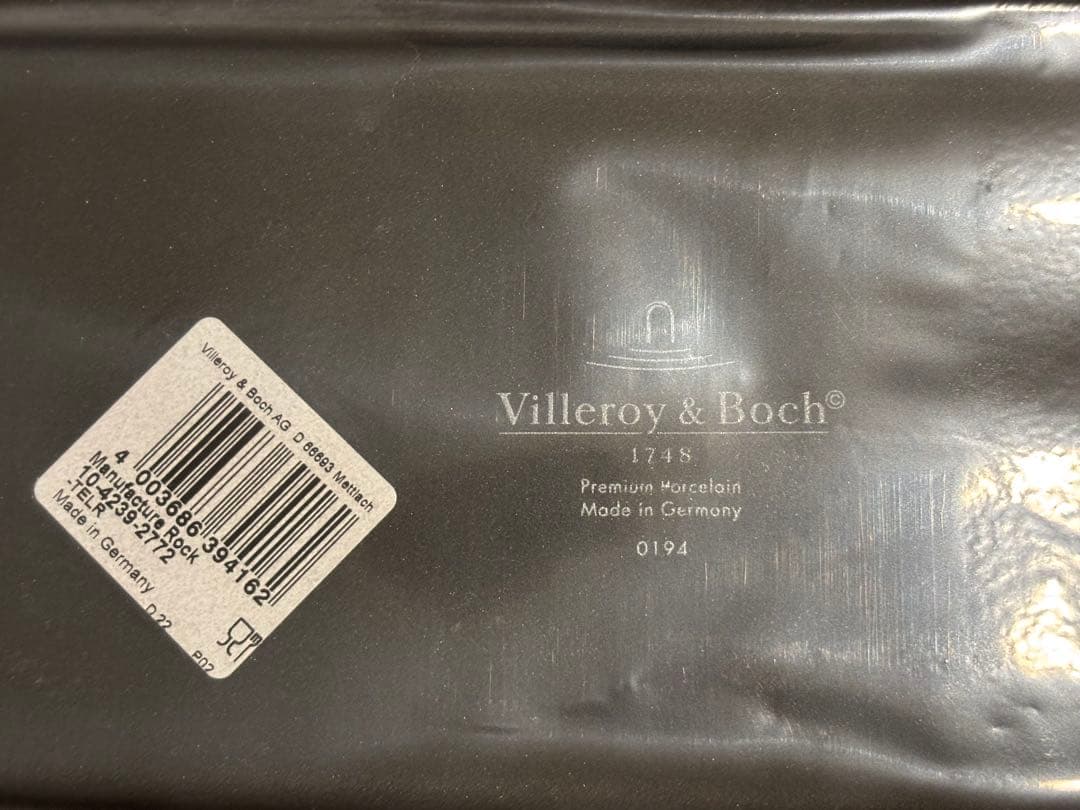 Villeroy & Boch AG D 66693 Mettlach
4 003686 394162
Manufacture Rock
10-4239-2772
-TELR
Made in Germany
D 22
P02
Villeroy & Boch©
1748
Premium Porcelain
Made in Germany
0194